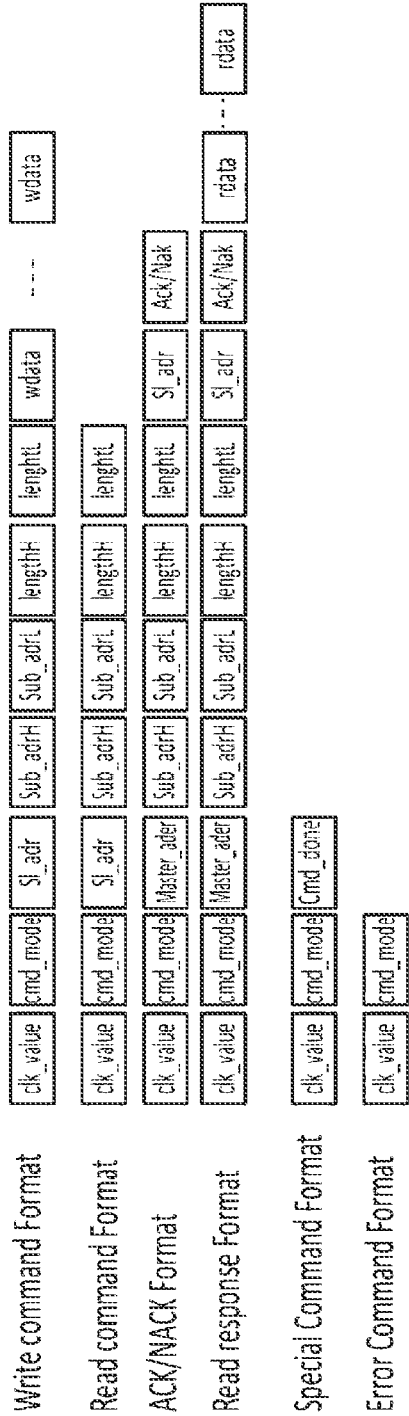 Write command Format clk_value cmd_mode Sl_adr Sub_adrH Sub_adrL lengthH lenghtL wdata --- wdata
Read command Format clk_value cmd_mode Sl_adr Sub_adrH Sub_adrL lengthH lenghtL
ACK/NACK Format clk_value cmd_mode Master_ader Sub_adrH Sub_adrL lengthH lenghtL Sl_adr Ack/Nak
Read response Format clk_value cmd_mode Master_ader Sub_adrH Sub_adrL lengthH lenghtL Sl_adr Ack/Nak rdata --- rdata
Special Command Format clk_value cmd_mode Cmd_done
Error Command Format clk_value cmd_mode